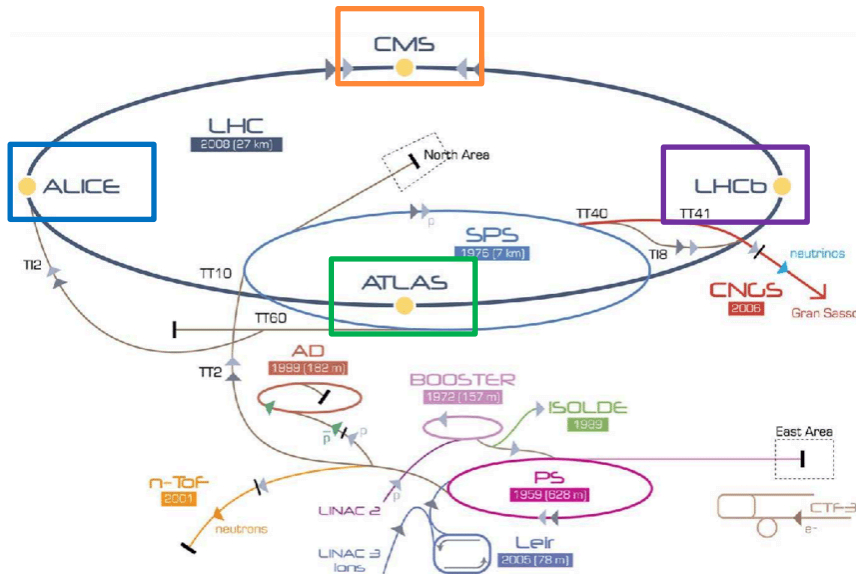 CMS
LHC
2008 (27 km)
North Area
ALICE
LHCb
TT40
TT41
SPS
1976 (7 km)
p
TI8
neutrinos
TI2
TT10
ATLAS
CNGS
2006
Gran Sasso
TT60
AD
1999 (182 m)
TT2
BOOSTER
1972 (157 m)
ISOLDE
1989
East Area
p
p
n-ToF
2001
PS
1959 (628 m)
p
LINAC 2
neutrons
CTF3
e-
LINAC 3
Ions
Leir
2005 (78 m)